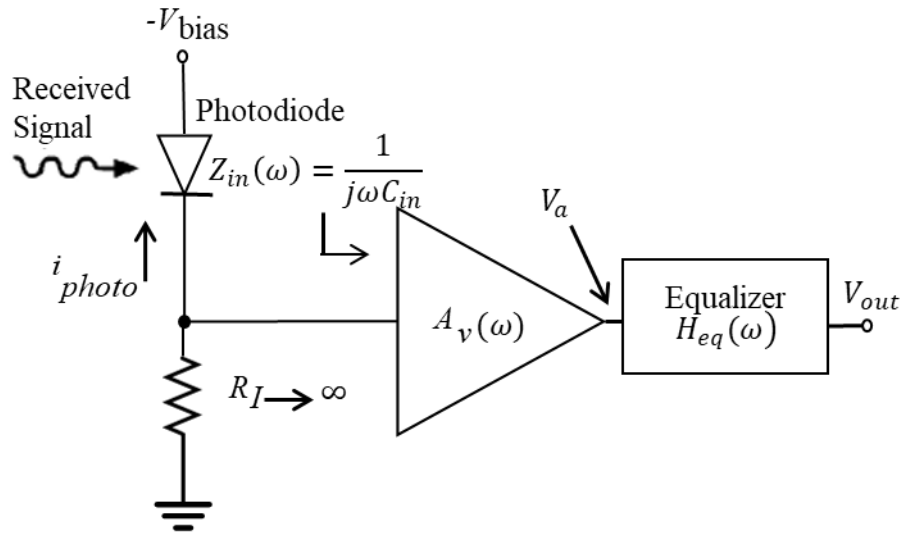 -V_bias
Received
Signal
Photodiode
Z_in(ω) = 1/(jωC_in)
V_a
i_photo
A_v(ω)
Equalizer
H_eq(ω)
V_out
R_I → ∞